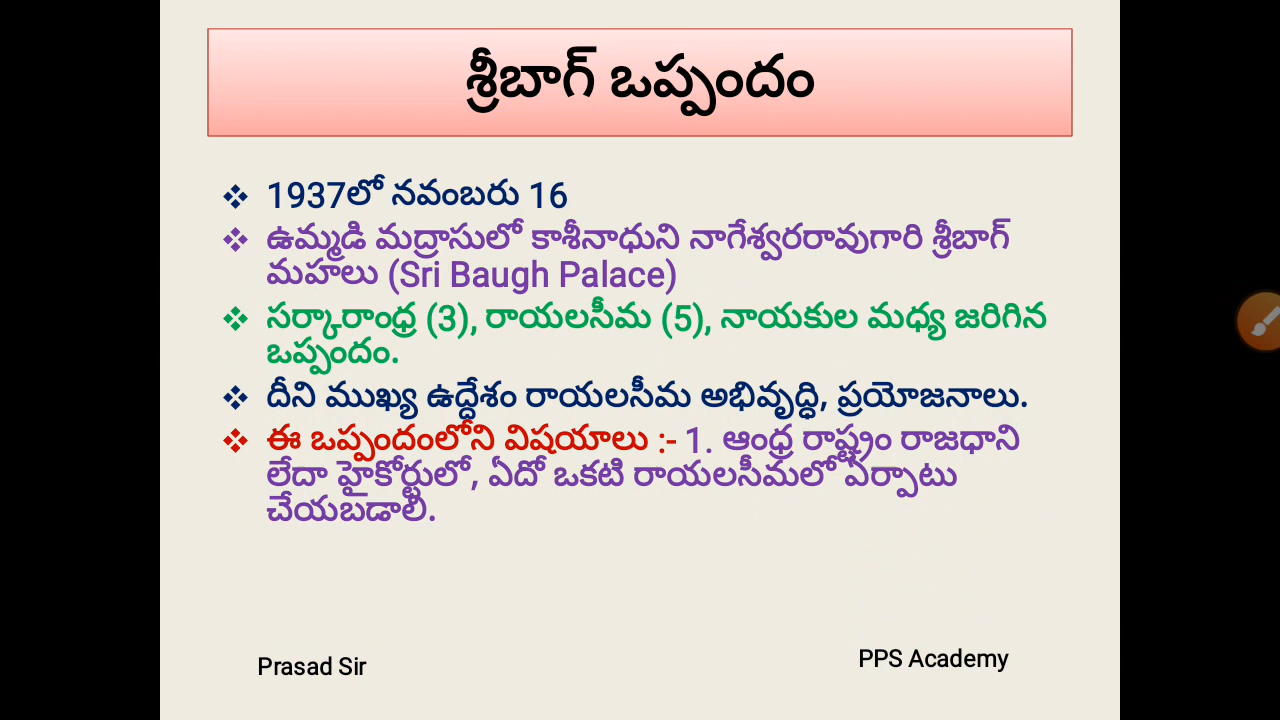 శ్రీబాగ్ ఒప్పందం
❖ 1937లో నవంబరు 16
❖ ఉమ్మడి మద్రాసులో కాశీనాధుని నాగేశ్వరరావుగారి శ్రీబాగ్
మహలు (Sri Baugh Palace)
❖ సర్కారాంధ్ర (3), రాయలసీమ (5), నాయకుల మధ్య జరిగిన
ఒప్పందం.
❖ దీని ముఖ్య ఉద్ధేశం రాయలసీమ అభివృద్ధి, ప్రయోజనాలు.
❖ ఈ ఒప్పందంలోని విషయాలు :- 1. ఆంధ్ర రాష్ట్రం రాజధాని
లేదా హైకోర్టులో, ఏదో ఒకటి రాయలసీమలో ఏర్పాటు
చేయబడాలి.
Prasad Sir
PPS Academy